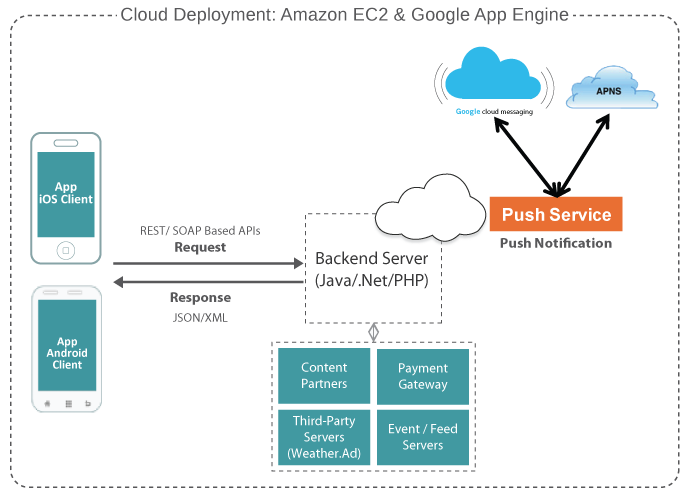 Cloud Deployment: Amazon EC2 & Google App Engine
Google cloud messaging
APNS
App
iOS Client
REST/ SOAP Based APIs
Request
Response
JSON/XML
App
Android
Client
Backend Server
(Java/.Net/PHP)
Push Service
Push Notification
Content
Partners
Payment
Gateway
Third-Party
Servers
(Weather.Ad)
Event / Feed
Servers